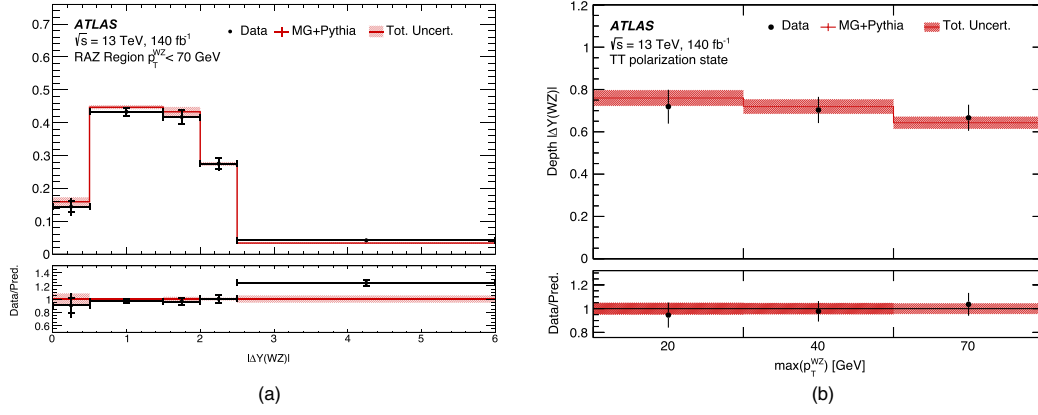 ATLAS
√s = 13 TeV, 140 fb⁻¹
RAZ Region p_T^WZ < 70 GeV
Data
MG+Pythia
Tot. Uncert.
0.7
0.6
0.5
0.4
0.3
0.2
0.1
0
Data/Pred.
1.4
1.2
1
0.8
0.6
0 1 2 3 4 5 6
|ΔY(WZ)|
(a)
ATLAS
√s = 13 TeV, 140 fb⁻¹
TT polarization state
Data
MG+Pythia
Tot. Uncert.
Depth |ΔY(WZ)|
1.2
1
0.8
0.6
0.4
0.2
0
Data/Pred.
1.2
1
0.8
20 40 70
max(p_T^WZ) [GeV]
(b)